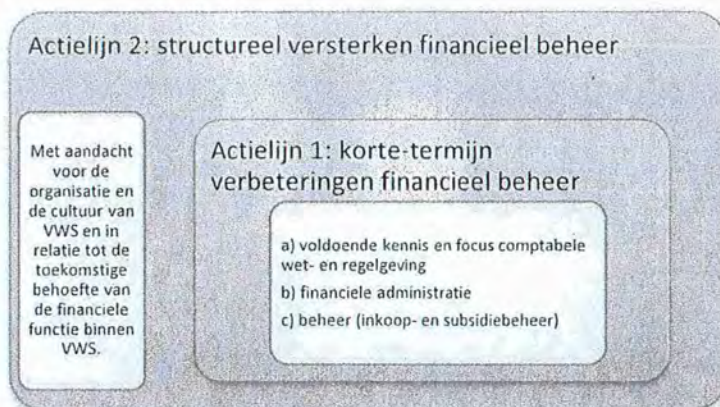 Actielijn 2: structureel versterken financieel beheer
Met aandacht
voor de
organisatie en
de cultuur van
VWS en in
relatie tot de
toekomstige
behoefte van
de financiele
functie binnen
VWS.
Actielijn 1: korte-termijn
verbeteringen financieel beheer
a) voldoende kennis en focus comptabele
wet- en regelgeving
b) financiele administratie
c) beheer (inkoop- en subsidiebeheer)